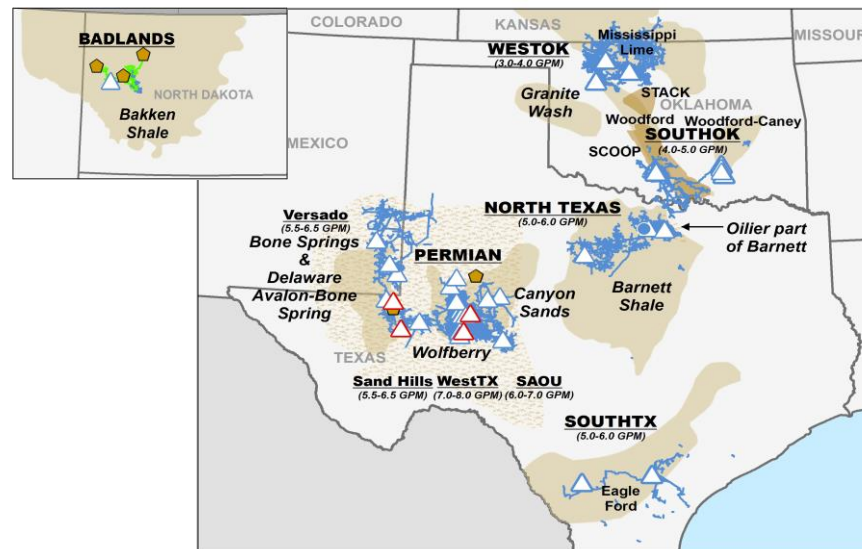 COLORADO
KANSAS
MISSOUR
BADLANDS
NORTH DAKOTA
Bakken
Shale
MEXICO
WESTOK
(3.0-4.0 GPM)
Mississippi
Lime
STACK
Granite
Wash
OKLAHOMA
Woodford
Woodford-Caney
SOUTHOK
(4.0-5.0 GPM)
SCOOP
NORTH TEXAS
(5.0-6.0 GPM)
Oilier part
of Barnett
Versado
(5.5-6.5 GPM)
Bone Springs
&
Delaware
Avalon-Bone
Spring
PERMIAN
Canyon
Sands
Barnett
Shale
TEXAS
Wolfberry
Sand Hills
(5.5-6.5 GPM)
WestTX
(7.0-8.0 GPM)
SAOU
(6.0-7.0 GPM)
SOUTHTX
(5.0-6.0 GPM)
Eagle
Ford